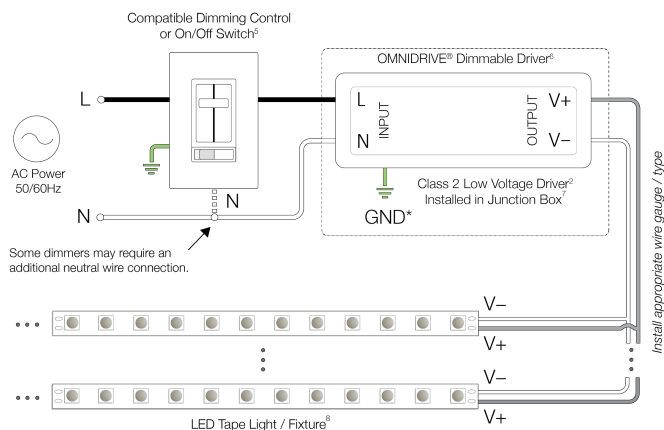 Compatible Dimming Control
or On/Off Switch⁵
OMNIDRIVE® Dimmable Driver⁶
L
L
N
INPUT
OUTPUT
V+
V−
AC Power
50/60Hz
N
N
GND*
Class 2 Low Voltage Driver²
Installed in Junction Box⁷
Some dimmers may require an
additional neutral wire connection.
Install appropriate wire gauge / type
V−
V+
V−
V+
LED Tape Light / Fixture⁸